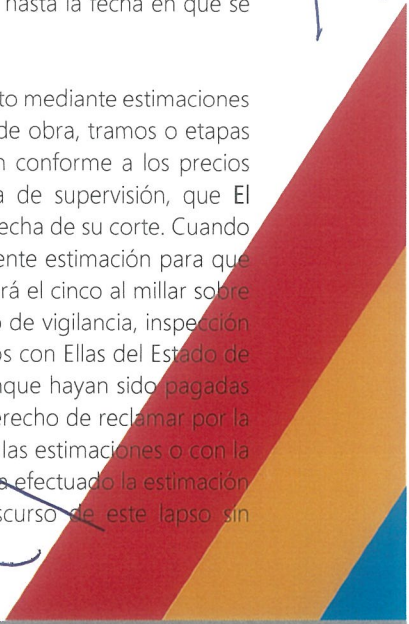 hasta la fecha en que se
to mediante estimaciones
de obra, tramos o etapas
n conforme a los precios
a de supervisión, que El
echa de su corte. Cuando
ente estimación para que
rá el cinco al millar sobre
o de vigilancia, inspección
os con Ellas del Estado de
nque hayan sido pagadas
erecho de reclamar por la
las estimaciones o con la
a efectuado la estimación
scurso de este lapso sin